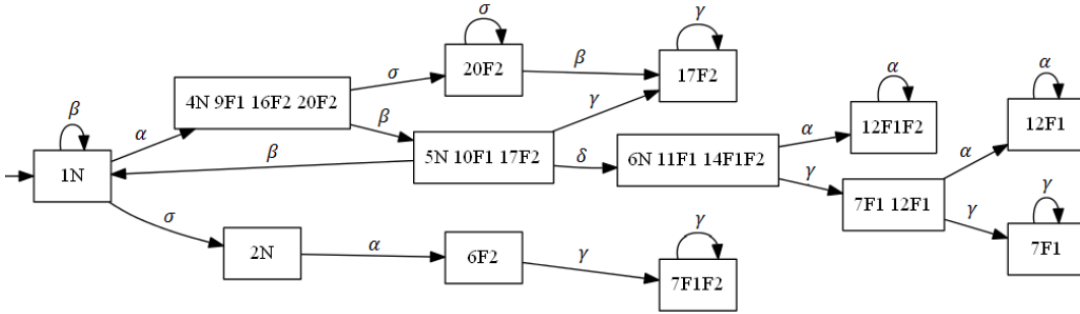 σ
γ
20F2
β
17F2
α
α
4N 9F1 16F2 20F2
σ
γ
12F1F2
12F1
β
α
β
5N 10F1 17F2
δ
6N 11F1 14F1F2
α
α
1N
β
γ
7F1 12F1
γ
γ
σ
2N
α
6F2
γ
7F1
γ
7F1F2